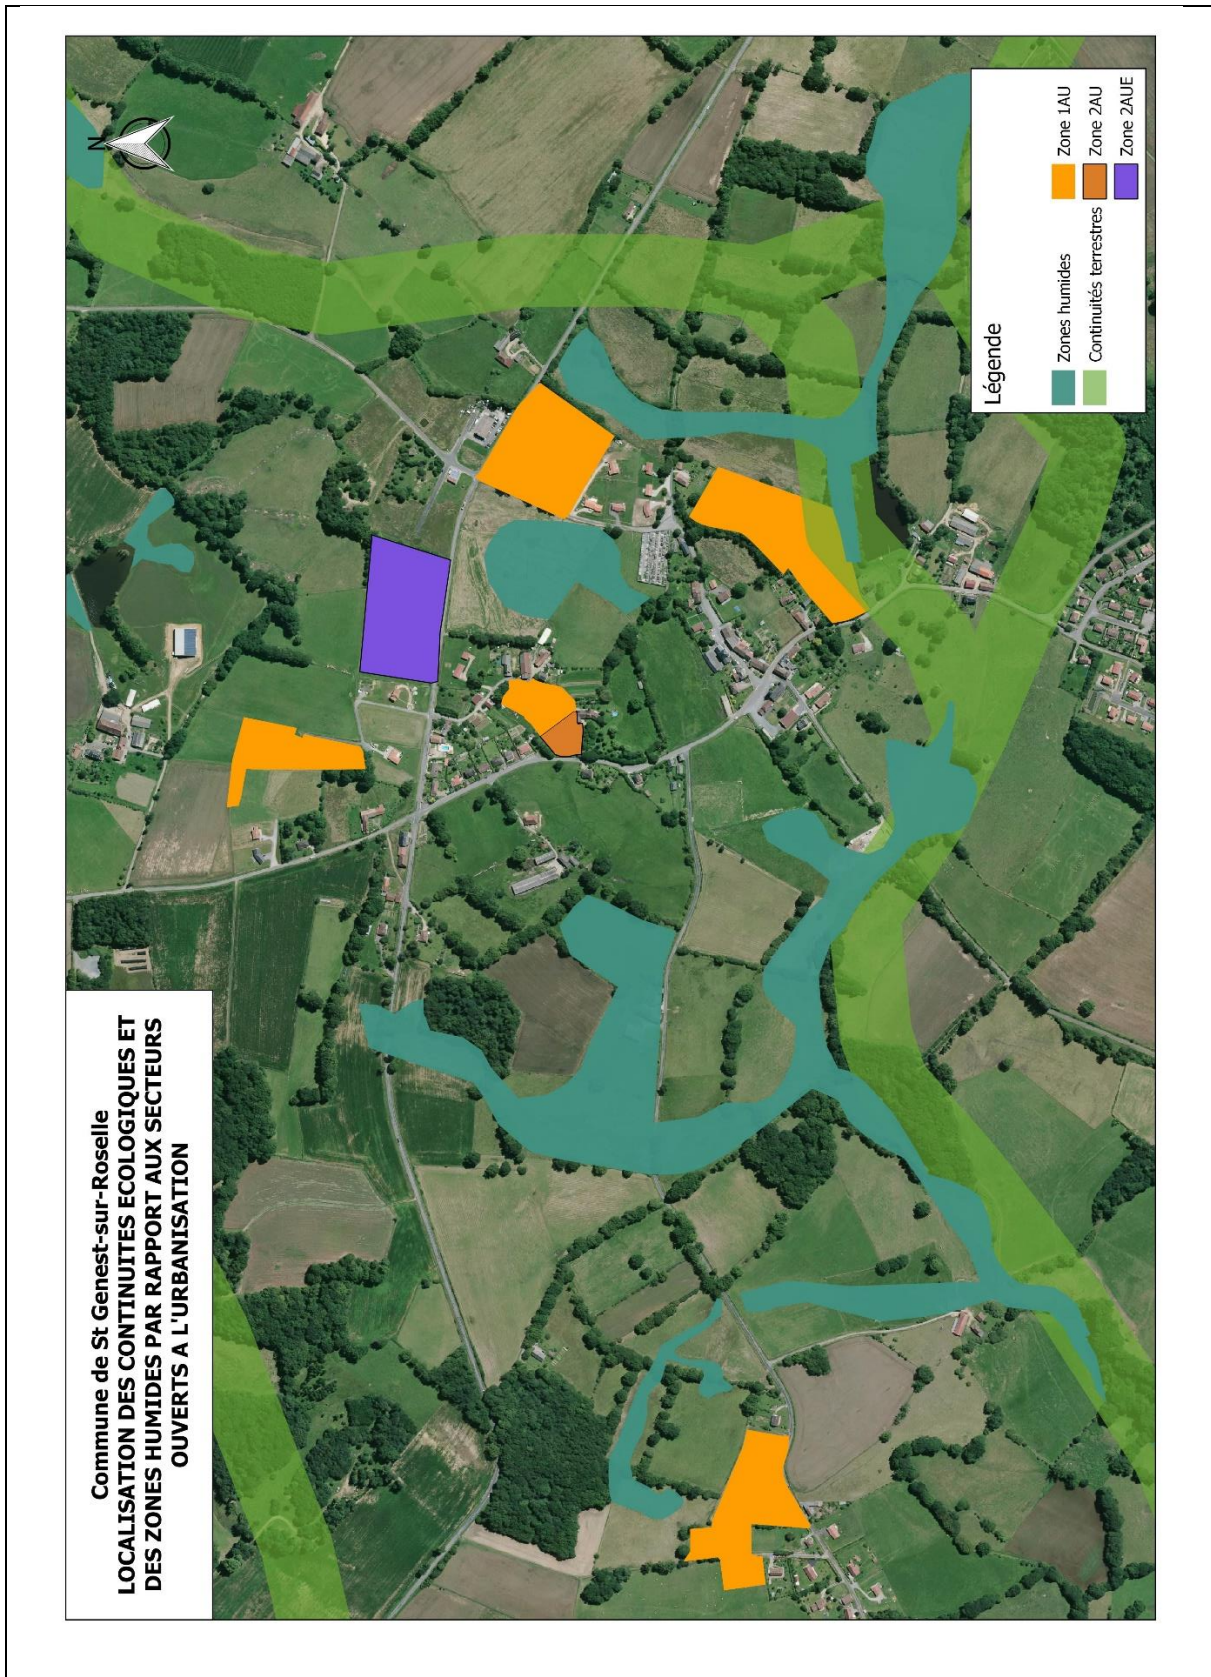 Commune de St Genest-sur-Roselle
LOCALISATION DES CONTINUITES ECOLOGIQUES ET
DES ZONES HUMIDES PAR RAPPORT AUX SECTEURS
OUVERTS A L'URBANISATION
N
Légende
Zones humides
Continuités terrestres
Zone 1AU
Zone 2AU
Zone 2AUE